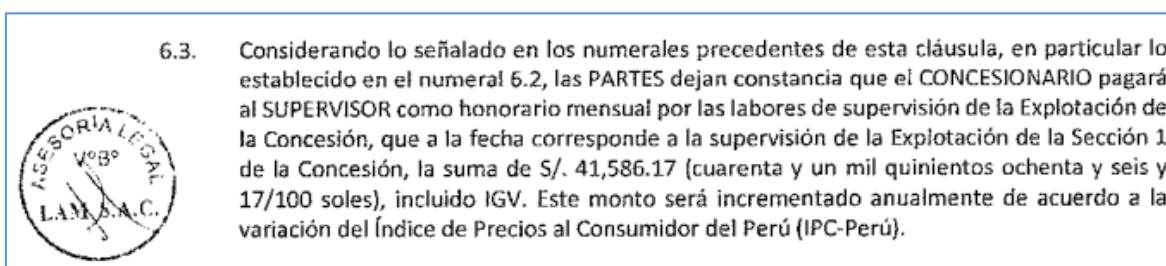 6.3. Considerando lo señalado en los numerales precedentes de esta cláusula, en particular lo
establecido en el numeral 6.2, las PARTES dejan constancia que el CONCESIONARIO pagará
al SUPERVISOR como honorario mensual por las labores de supervisión de la Explotación de
la Concesión, que a la fecha corresponde a la supervisión de la Explotación de la Sección 1
de la Concesión, la suma de S/. 41,586.17 (cuarenta y un mil quinientos ochenta y seis y
17/100 soles), incluido IGV. Este monto será incrementado anualmente de acuerdo a la
variación del Índice de Precios al Consumidor del Perú (IPC-Perú).
ASESORIA LEGAL
VºBº
LAM S.A.C.